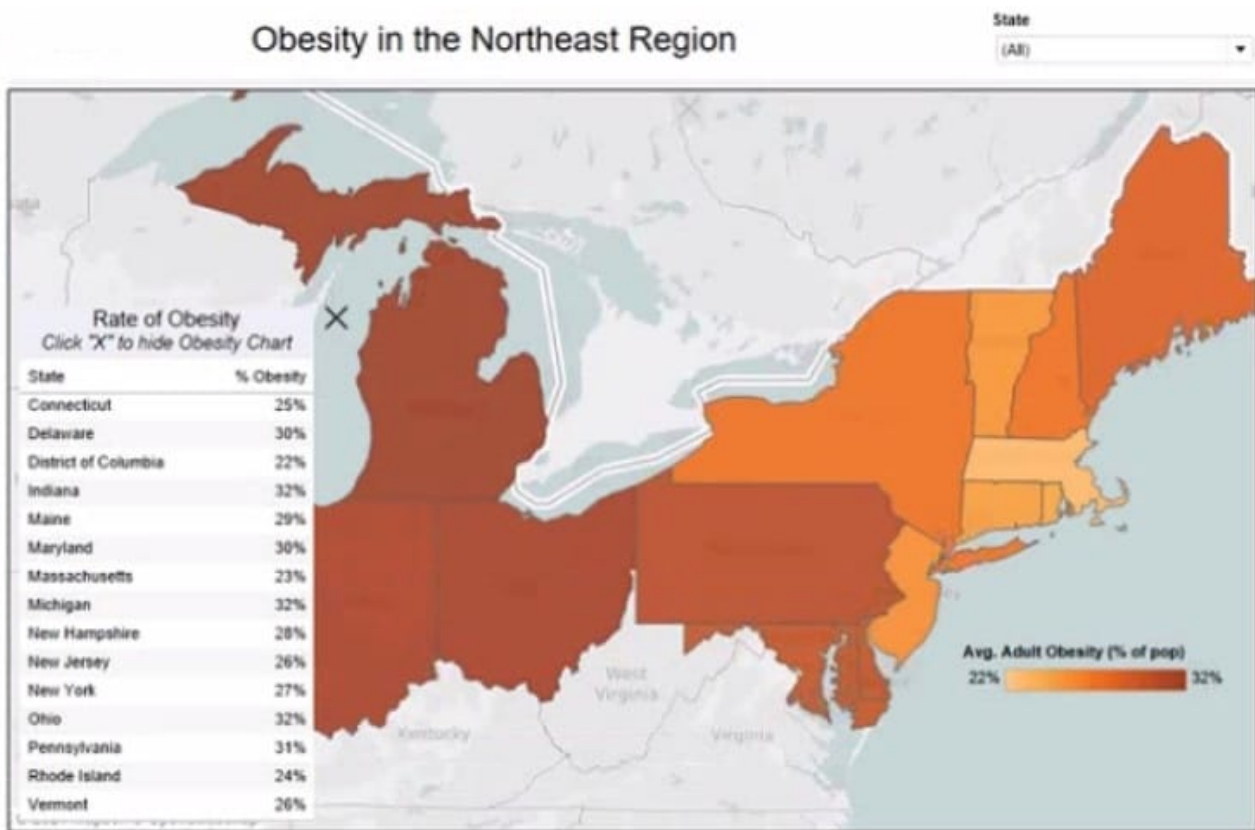 Obesity in the Northeast Region
State
(All)
Rate of Obesity
Click "X" to hide Obesity Chart
State % Obesity
Connecticut 25%
Delaware 30%
District of Columbia 22%
Indiana 32%
Maine 29%
Maryland 30%
Massachusetts 23%
Michigan 32%
New Hampshire 28%
New Jersey 26%
New York 27%
Ohio 32%
Pennsylvania 31%
Rhode Island 24%
Vermont 26%
West
Virginia
Kentucky
Virginia
Avg. Adult Obesity (% of pop)
22% 32%